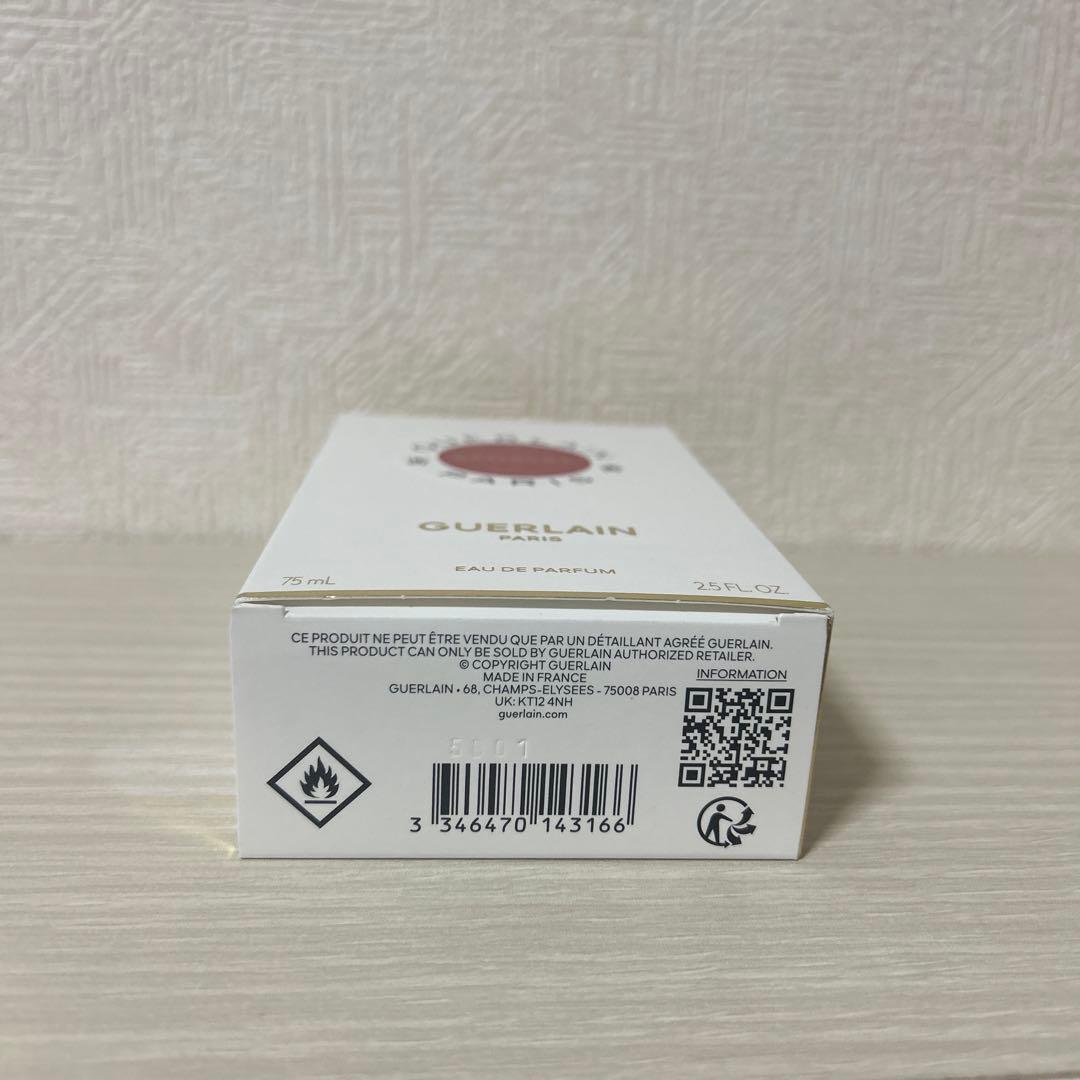 GUERLAIN
PARIS
EAU DE PARFUM
75 mL
2.5 FL. OZ.
CE PRODUIT NE PEUT ÊTRE VENDU QUE PAR UN DÉTAILLANT AGRÉÉ GUERLAIN.
THIS PRODUCT CAN ONLY BE SOLD BY GUERLAIN AUTHORIZED RETAILER.
© COPYRIGHT GUERLAIN
MADE IN FRANCE
GUERLAIN • 68, CHAMPS-ELYSEES - 75008 PARIS
UK: KT12 4NH
guerlain.com
INFORMATION
5U01
3 346470 143166